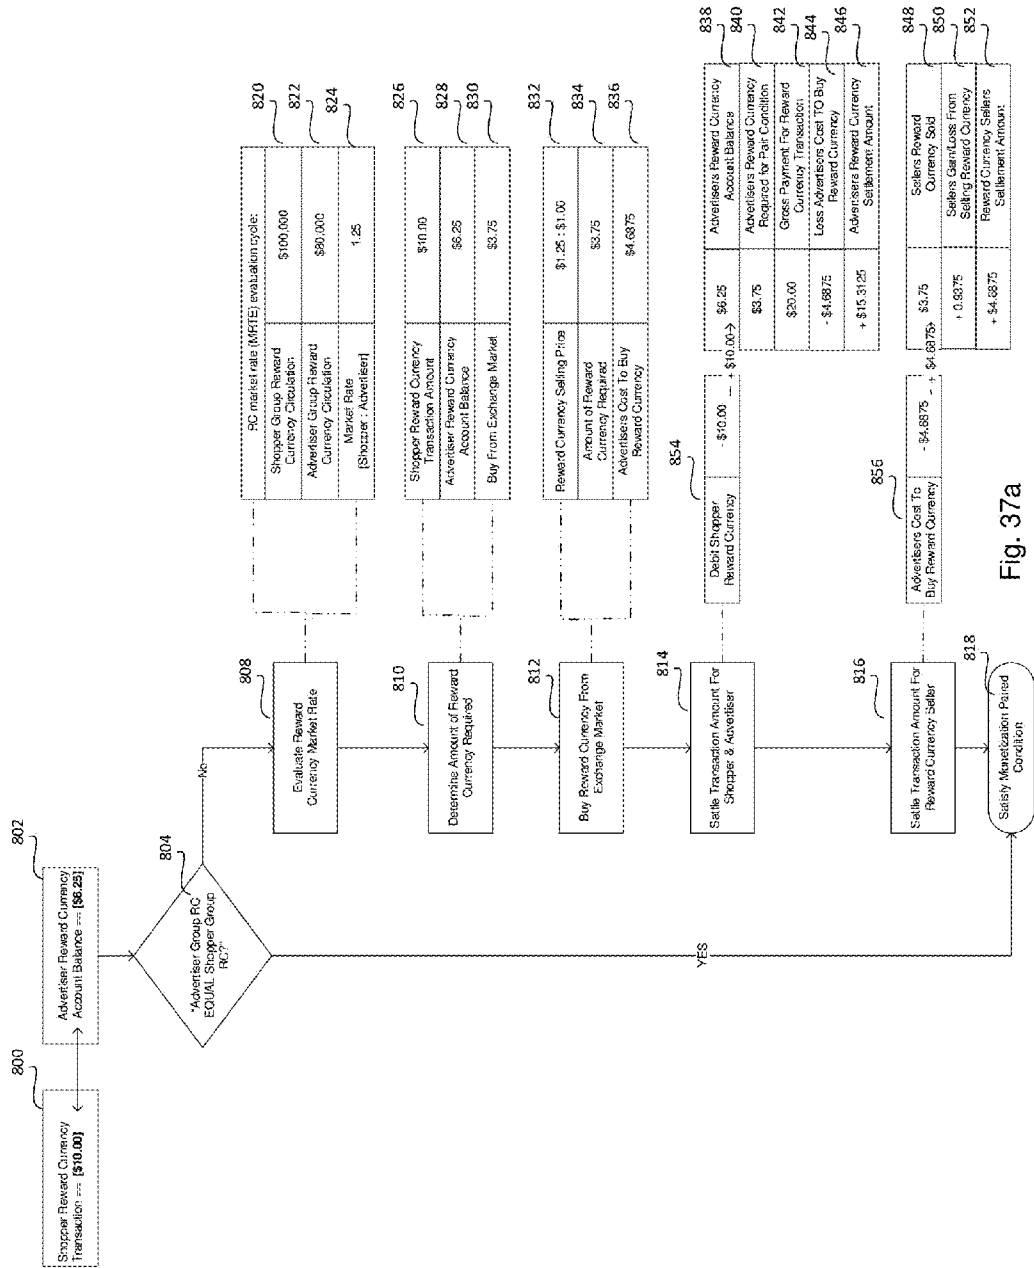 800
Shopper Reward Currency
Transaction == [$10.00]
802
Advertiser Reward Currency
Account Balance == [$6.25]
804
"Advertiser Group RC
EQUAL Shopper Group
RC?"
No
YES
808
Evaluate Reward
Currency Market Rate
810
Determine Amount of Reward
Currency Required
812
Buy Reward Currency From
Exchange Market
814
Settle Transaction Amount For
Shopper & Advertiser
816
Settle Transaction Amount For
Reward Currency Seller
818
Satisfy Monetization Paired
Condition
RC market rate (MRTE) evaluation cycle:
Shopper Group Reward
Currency Circulation
$100,000
820
Advertiser Group Reward
Currency Circulation
$80,000
822
Market Rate
[Shopper : Advertiser]
1.25
824
Shopper Reward Currency
Transaction Amount
$10.00
826
Advertiser Reward Currency
Account Balance
$6.25
828
Buy From Exchange Market
$3.75
830
Reward Currency Selling Price
$1.25 : $1.00
832
Amount of Reward
Currency Required
$3.75
834
Advertisers Cost To Buy
Reward Currency
$4.6875
836
854
Debit Shopper
Reward Currency
- $10.00
+ $10.00
$6.25
Advertisers Reward Currency
Account Balance
838
$3.75
Advertisers Reward Currency
Required for Pair Condition
840
$20.00
Gross Payment For Reward
Currency Transaction
842
- $4.6875
Less Advertisers Cost TO Buy
Reward Currency
844
+ $15.3125
Advertisers Reward Currency
Settlement Amount
846
856
Advertisers Cost To
Buy Reward Currency
- $4.6875
+ $4.6875
$3.75
Sellers Reward
Currency Sold
848
+ 0.9375
Sellers Gain/Loss From
Selling Reward Currency
850
+ $4.6875
Reward Currency Sellers
Settlement Amount
852
Fig. 37a